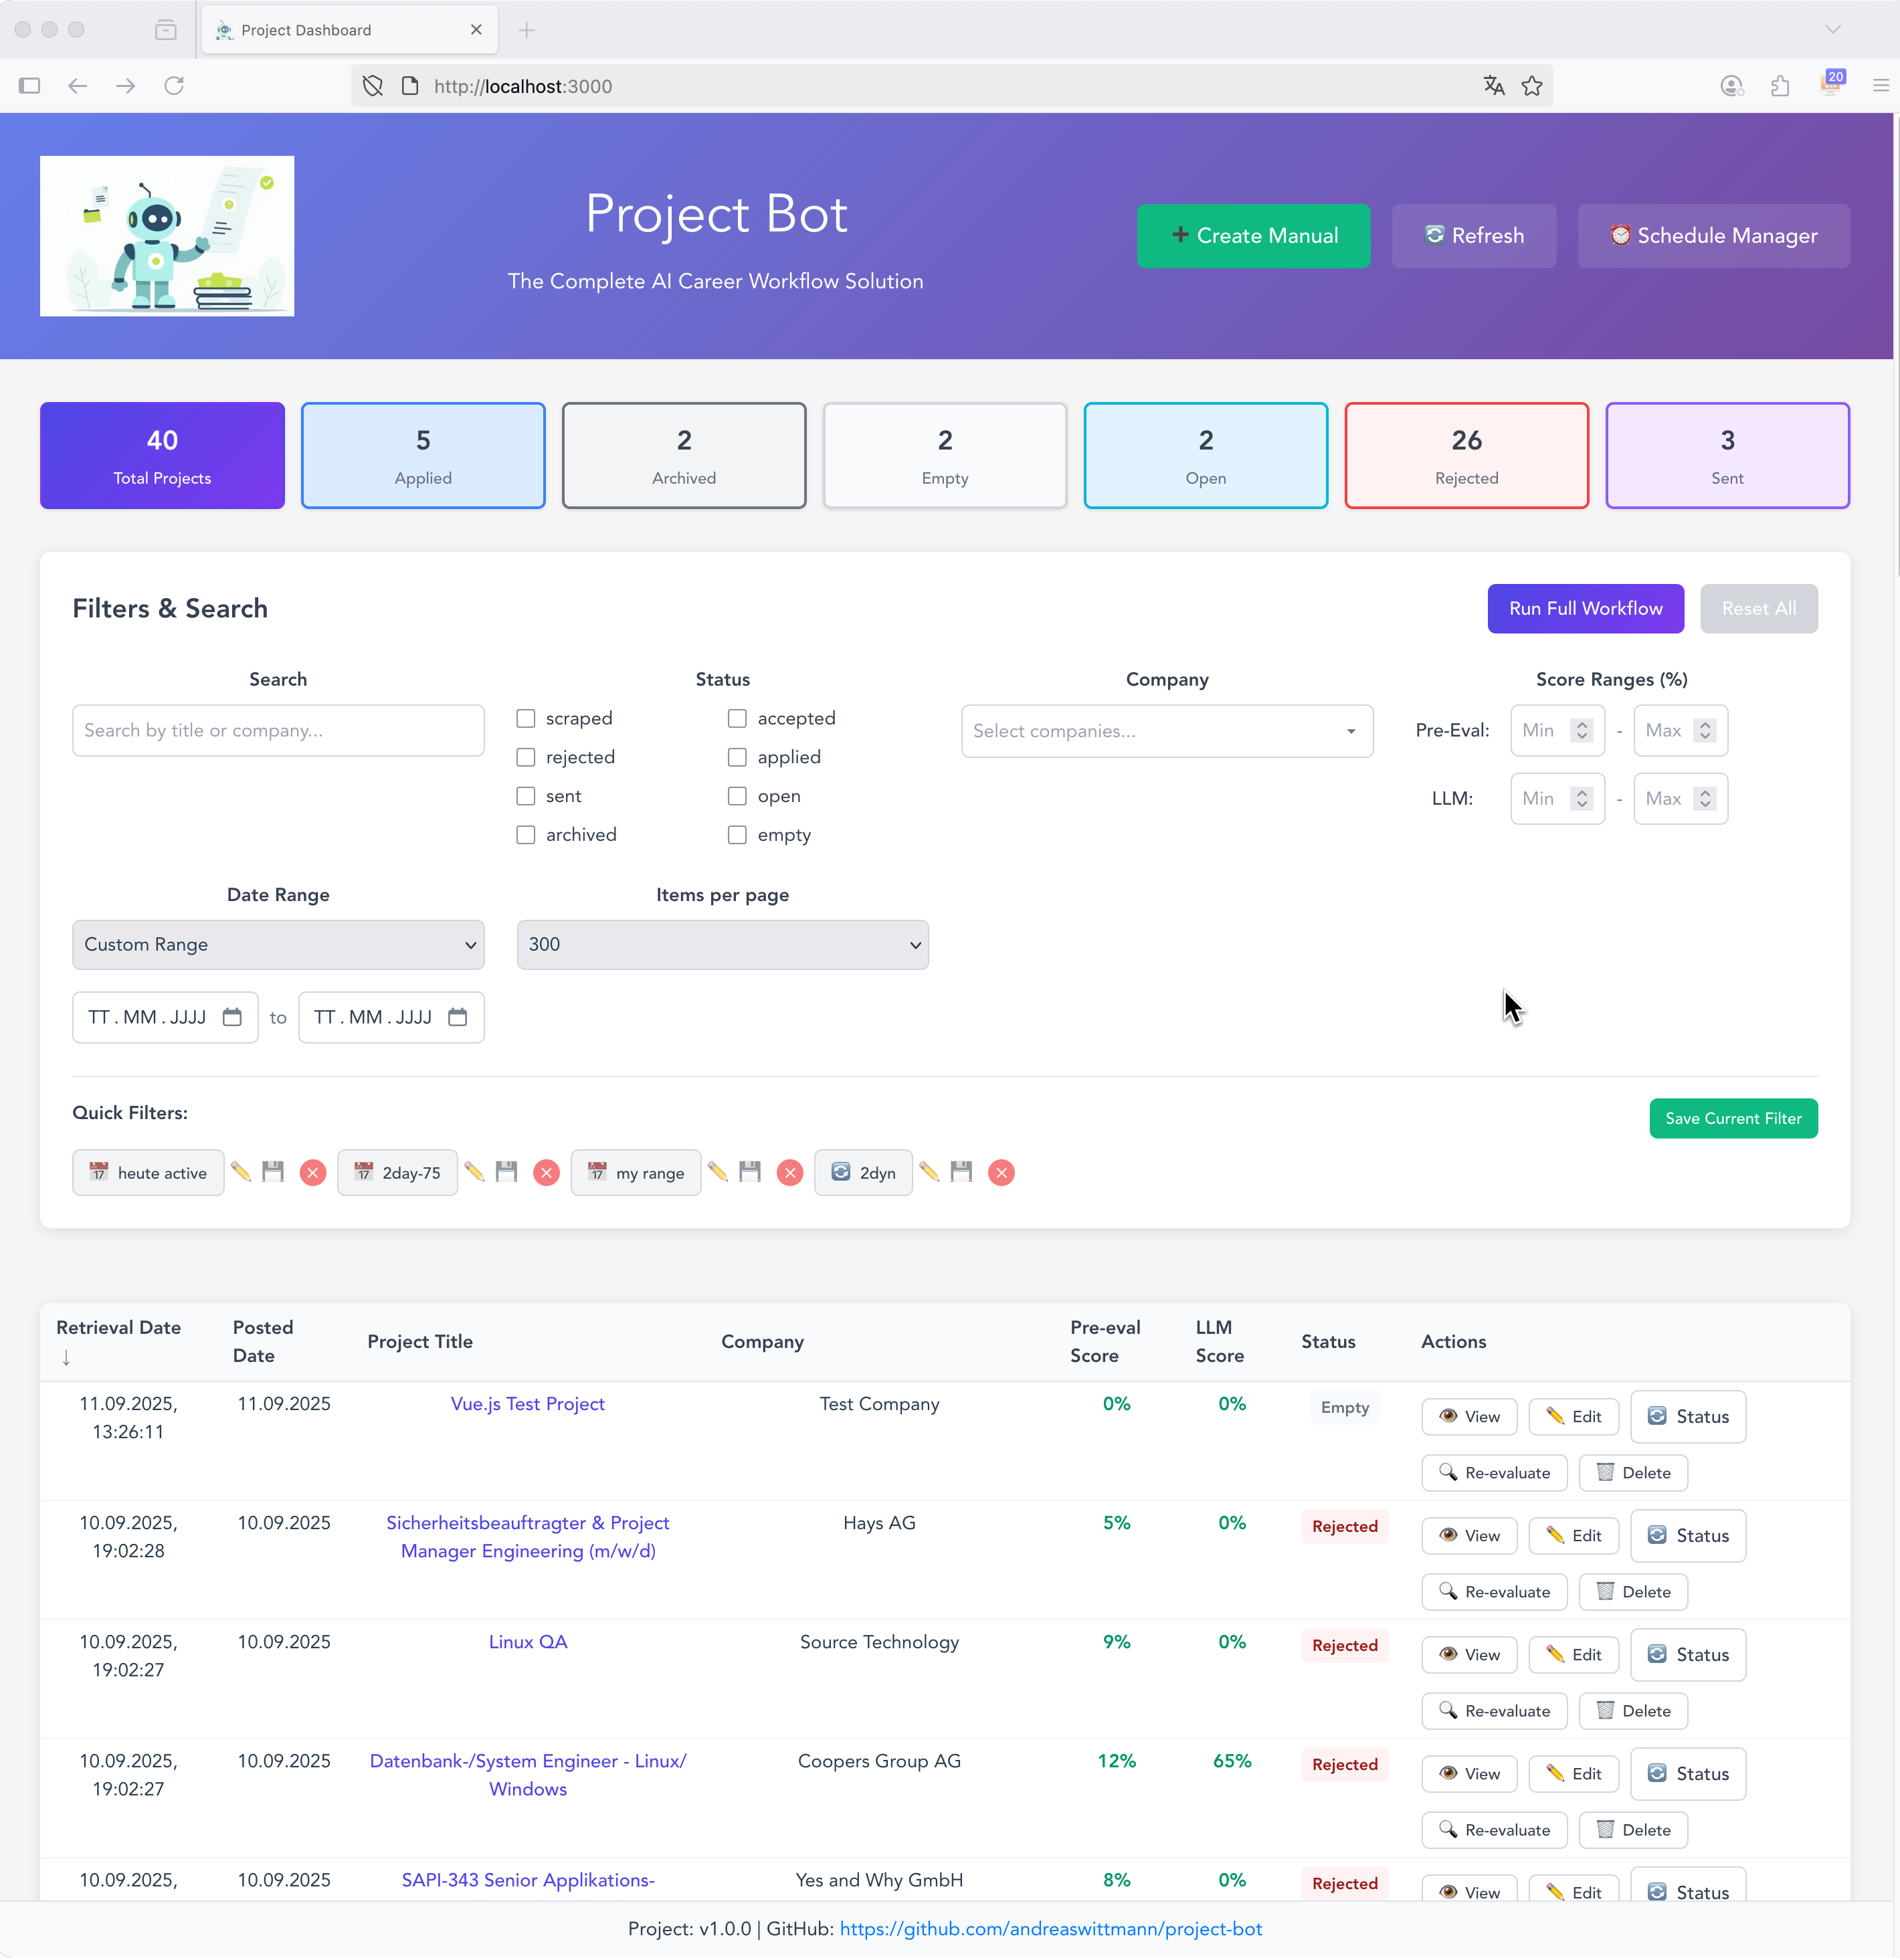 Project Dashboard
http://localhost:3000
20
Project Bot
The Complete AI Career Workflow Solution
Create Manual
Refresh
Schedule Manager
40
Total Projects
5
Applied
2
Archived
2
Empty
2
Open
26
Rejected
3
Sent
Filters & Search
Run Full Workflow
Reset All
Search
Search by title or company...
Status
scraped
accepted
rejected
applied
sent
open
archived
empty
Company
Select companies...
Score Ranges (%)
Pre-Eval: Min - Max
LLM: Min - Max
Date Range
Custom Range
TT . MM . JJJJ to TT . MM . JJJJ
Items per page
300
Quick Filters:
Save Current Filter
heute active
2day-75
my range
2dyn
Retrieval Date ↓
Posted Date
Project Title
Company
Pre-eval Score
LLM Score
Status
Actions
11.09.2025, 13:26:11
11.09.2025
Vue.js Test Project
Test Company
0%
0%
Empty
View Edit Status
Re-evaluate Delete
10.09.2025, 19:02:28
10.09.2025
Sicherheitsbeauftragter & Project
Manager Engineering (m/w/d)
Hays AG
5%
0%
Rejected
View Edit Status
Re-evaluate Delete
10.09.2025, 19:02:27
10.09.2025
Linux QA
Source Technology
9%
0%
Rejected
View Edit Status
Re-evaluate Delete
10.09.2025, 19:02:27
10.09.2025
Datenbank-/System Engineer - Linux/
Windows
Coopers Group AG
12%
65%
Rejected
View Edit Status
Re-evaluate Delete
10.09.2025,
10.09.2025
SAPI-343 Senior Applikations-
Yes and Why GmbH
8%
0%
Rejected
View Edit Status
Project: v1.0.0 | GitHub: https://github.com/andreaswittmann/project-bot